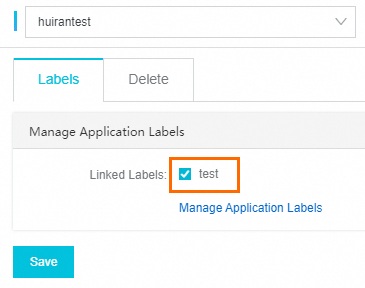 huirantest
Labels Delete
Manage Application Labels
Linked Labels: test
Manage Application Labels
Save